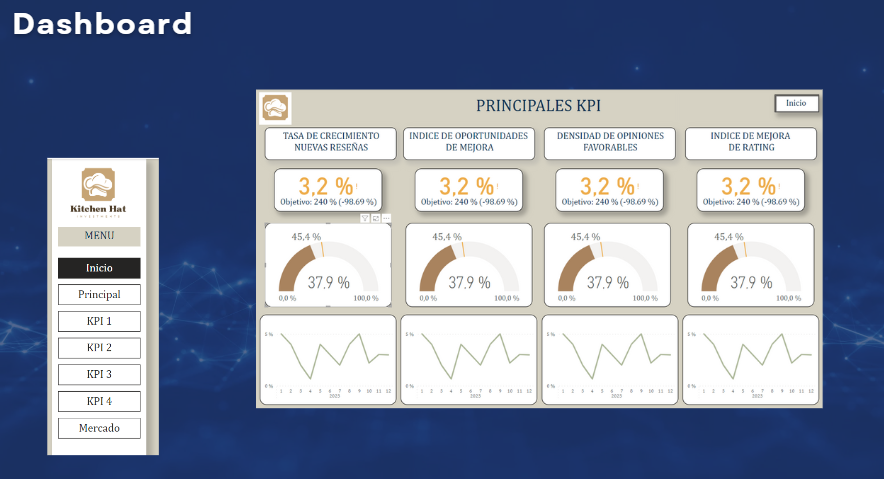 Dashboard
Kitchen Hat
INVESTMENTS
MENU
Inicio
Principal
KPI 1
KPI 2
KPI 3
KPI 4
Mercado
PRINCIPALES KPI
Inicio
TASA DE CRECIMIENTO
NUEVAS RESEÑAS
INDICE DE OPORTUNIDADES
DE MEJORA
DENSIDAD DE OPINIONES
FAVORABLES
INDICE DE MEJORA
DE RATING
3,2 %!
Objetivo: 240 % (-98.69 %)
3,2 %!
Objetivo: 240 % (-98.69 %)
3,2 %!
Objetivo: 240 % (-98.69 %)
3,2 %!
Objetivo: 240 % (-98.69 %)
45,4 %
37,9 %
0,0 % 100,0 %
45,4 %
37,9 %
0,0 % 100,0 %
45,4 %
37,9 %
0,0 % 100,0 %
45,4 %
37,9 %
0,0 % 100,0 %
5 %
0 %
1 2 3 4 5 6 7 8 9 10 11 12
2023
5 %
0 %
1 2 3 4 5 6 7 8 9 10 11 12
2023
5 %
0 %
1 2 3 4 5 6 7 8 9 10 11 12
2023
5 %
0 %
1 2 3 4 5 6 7 8 9 10 11 12
2023